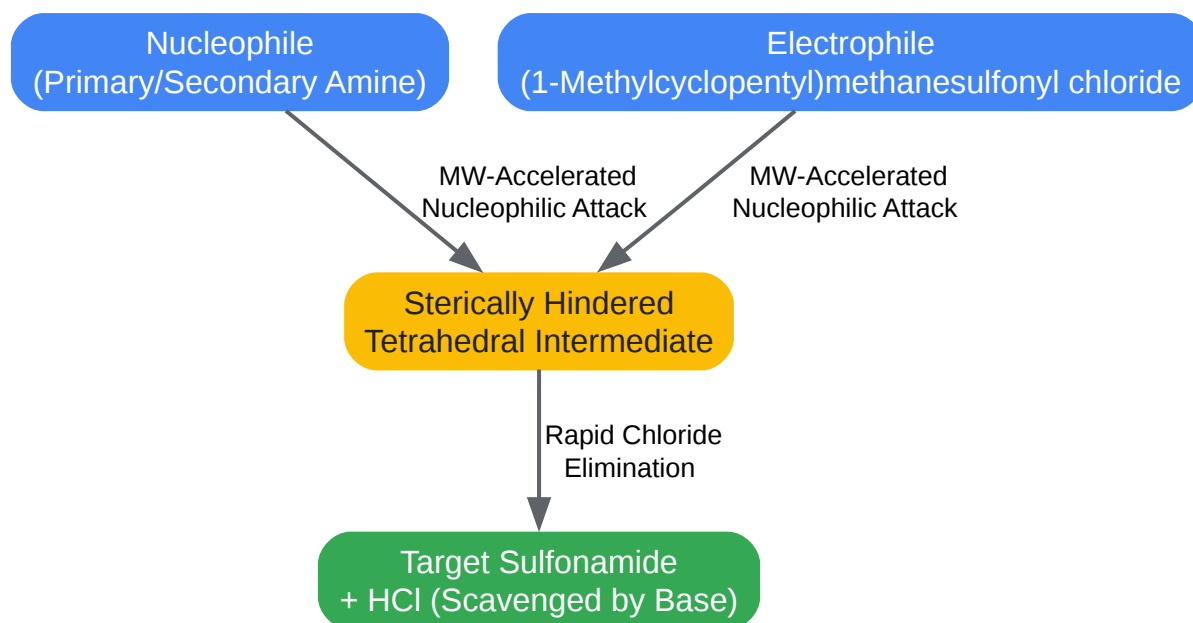 Nucleophile
(Primary/Secondary Amine)
Electrophile
(1-Methylcyclopentyl)methanesulfonyl chloride
MW-Accelerated
Nucleophilic Attack
MW-Accelerated
Nucleophilic Attack
Sterically Hindered
Tetrahedral Intermediate
Rapid Chloride
Elimination
Target Sulfonamide
+ HCl (Scavenged by Base)